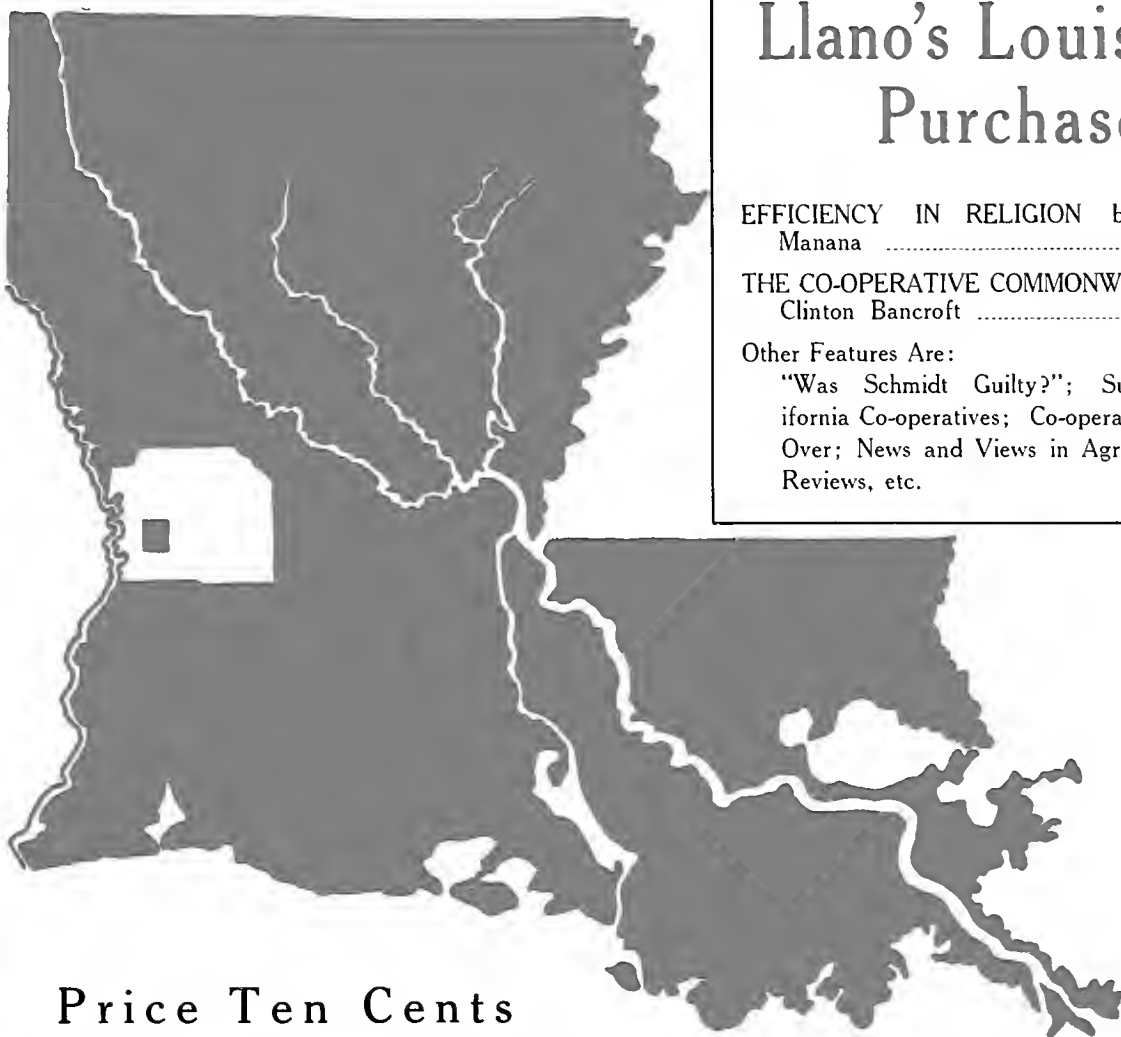 Llano's Louis
Purchase
EFFICIENCY IN RELIGION b
Manana
THE CO-OPERATIVE COMMONW
Clinton Bancroft
Other Features Are:
"Was Schmidt Guilty?"; Su
ifornia Co-operatives; Co-opera
Over; News and Views in Agr
Reviews, etc.
Price Ten Cents